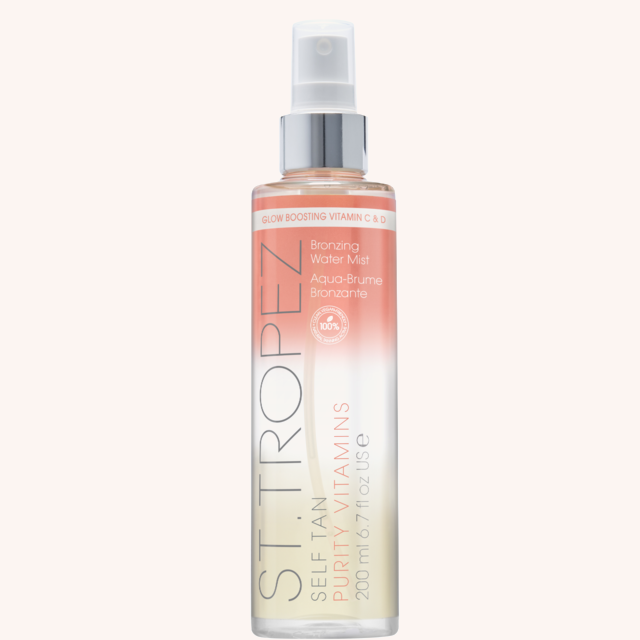 GLOW BOOSTING VITAMIN C & D
Bronzing
Water Mist
Aqua-Brume
Bronzante
100%
ST.TROPEZ
SELF TAN
PURITY VITAMINS
200 ml 6.7 fl oz US ℮